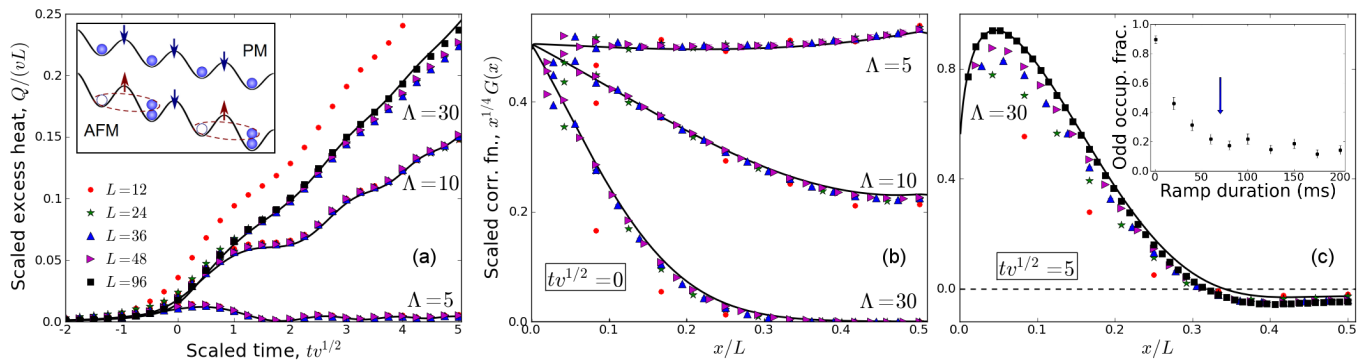 Scaled excess heat, Q/(vL)
0.25
0.20
0.15
0.10
0.05
0.00
PM
AFM
L=12
L=24
L=36
L=48
L=96
Λ=30
Λ=10
Λ=5
(a)
-2 -1 0 1 2 3 4 5
Scaled time, tv^{1/2}
Scaled corr. fn., x^{1/4} G(x)
0.4
0.2
0.0
Λ=5
Λ=10
Λ=30
tv^{1/2}=0
(b)
0.0 0.1 0.2 0.3 0.4 0.5
x/L
0.8
0.4
0.0
Λ=30
tv^{1/2}=5
(c)
0.0 0.1 0.2 0.3 0.4 0.5
x/L
Odd occup. frac.
1.0
0.8
0.6
0.4
0.2
0.0
0 50 100 150 200
Ramp duration (ms)